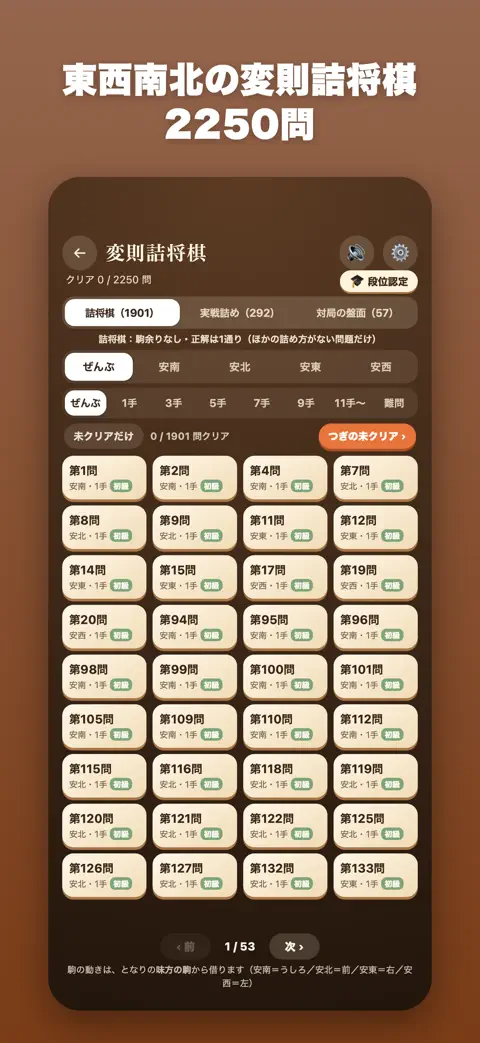 東西南北の変則詰将棋
2250問
← 変則詰将棋
クリア 0 / 2250 問
🎓 段位認定
詰将棋（1901） 実戦詰め（292） 対局の盤面（57）
詰将棋：駒余りなし・正解は1通り（ほかの詰め方がない問題だけ）
ぜんぶ 安南 安北 安東 安西
ぜんぶ 1手 3手 5手 7手 9手 11手〜 難問
未クリアだけ 0 / 1901 問クリア つぎの未クリア ›
第1問 第2問 第4問 第7問
安南・1手 初級 安南・1手 初級 安南・1手 初級 安北・1手 初級
第8問 第9問 第11問 第12問
安北・1手 初級 安北・1手 初級 安東・1手 初級 安東・1手 初級
第14問 第15問 第17問 第19問
安東・1手 初級 安東・1手 初級 安西・1手 初級 安西・1手 初級
第20問 第94問 第95問 第96問
安西・1手 初級 安南・1手 初級 安南・1手 初級 安南・1手 初級
第98問 第99問 第100問 第101問
安南・1手 初級 安南・1手 初級 安南・1手 初級 安南・1手 初級
第105問 第109問 第110問 第112問
安南・1手 初級 安南・1手 初級 安南・1手 初級 安南・1手 初級
第115問 第116問 第118問 第119問
安北・1手 初級 安北・1手 初級 安北・1手 初級 安北・1手 初級
第120問 第121問 第122問 第125問
安北・1手 初級 安北・1手 初級 安北・1手 初級 安北・1手 初級
第126問 第127問 第132問 第133問
安北・1手 初級 安北・1手 初級 安北・1手 初級 安東・1手 初級
‹ 前 1 / 53 次 ›
駒の動きは、となりの味方の駒から借ります（安南＝うしろ／安北＝前／安東＝右／安
西＝左）